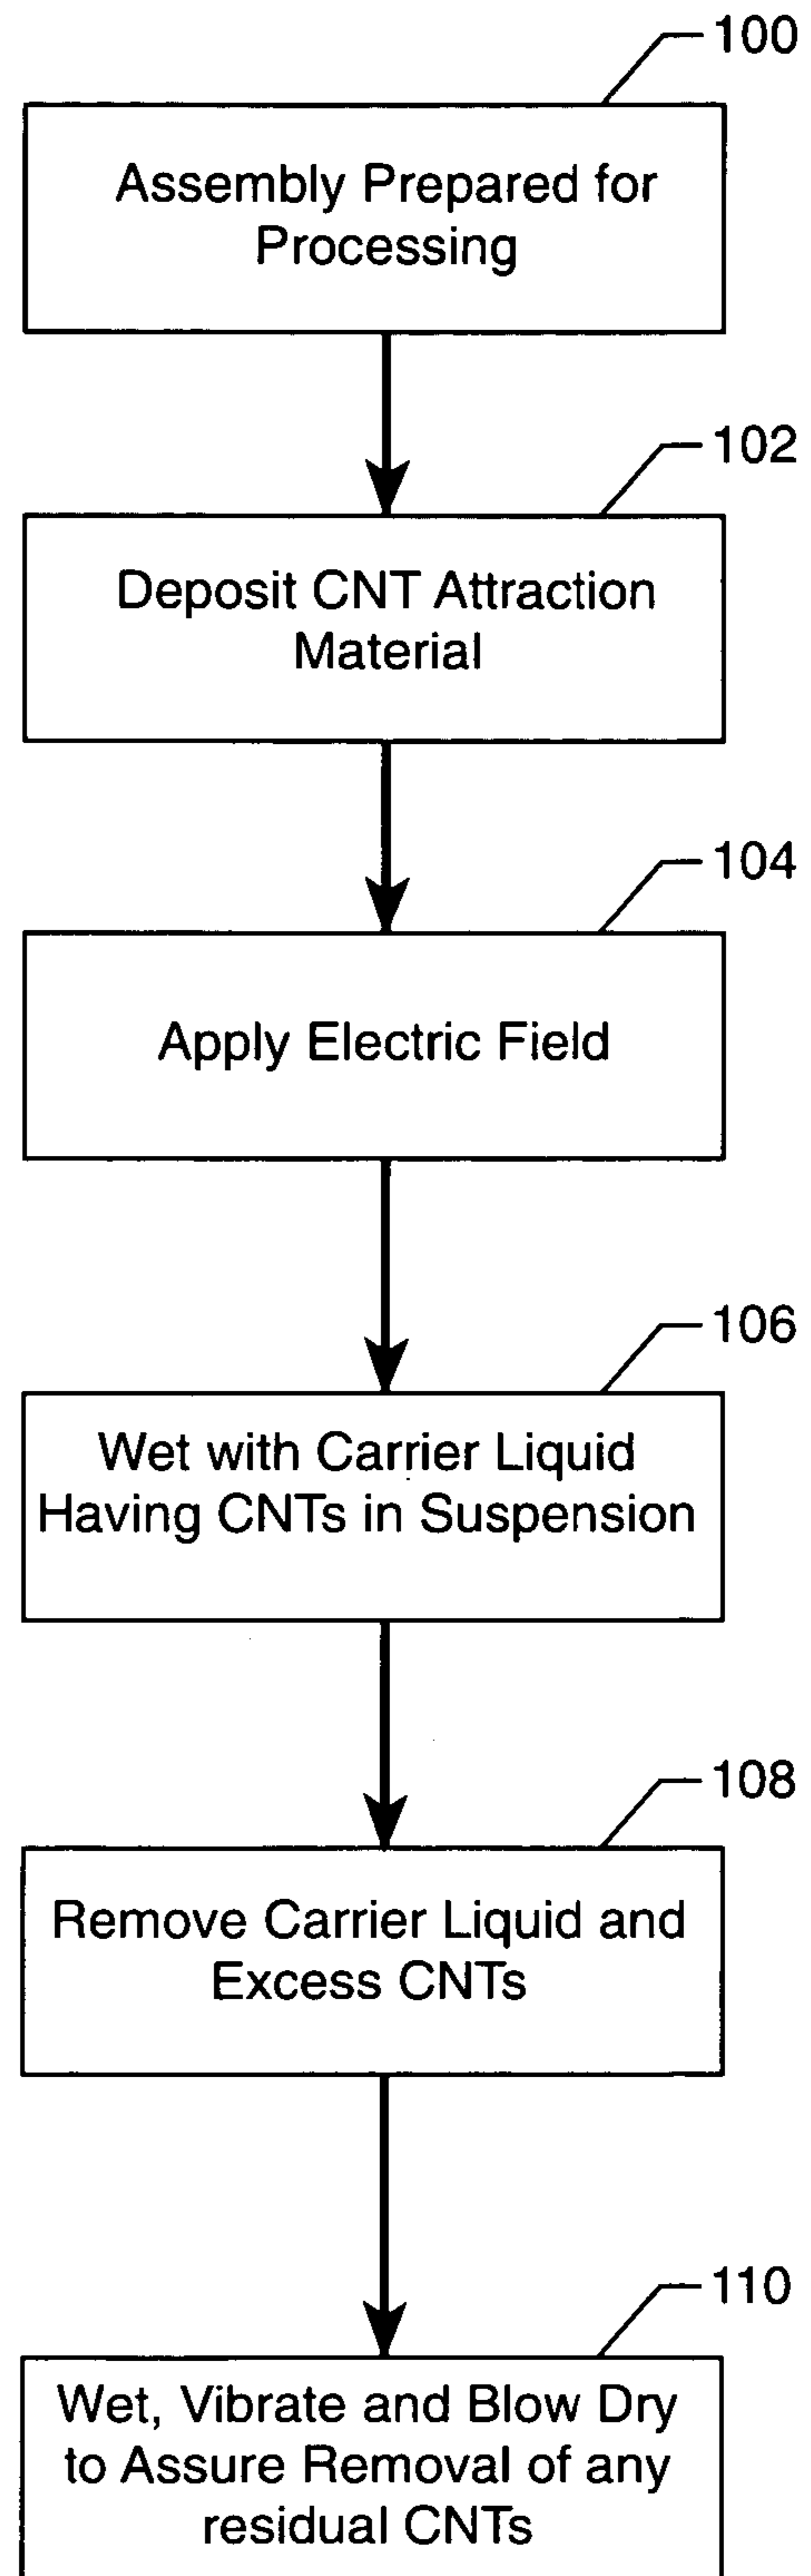 100
Assembly Prepared for
Processing
102
Deposit CNT Attraction
Material
104
Apply Electric Field
106
Wet with Carrier Liquid
Having CNTs in Suspension
108
Remove Carrier Liquid and
Excess CNTs
110
Wet, Vibrate and Blow Dry
to Assure Removal of any
residual CNTs